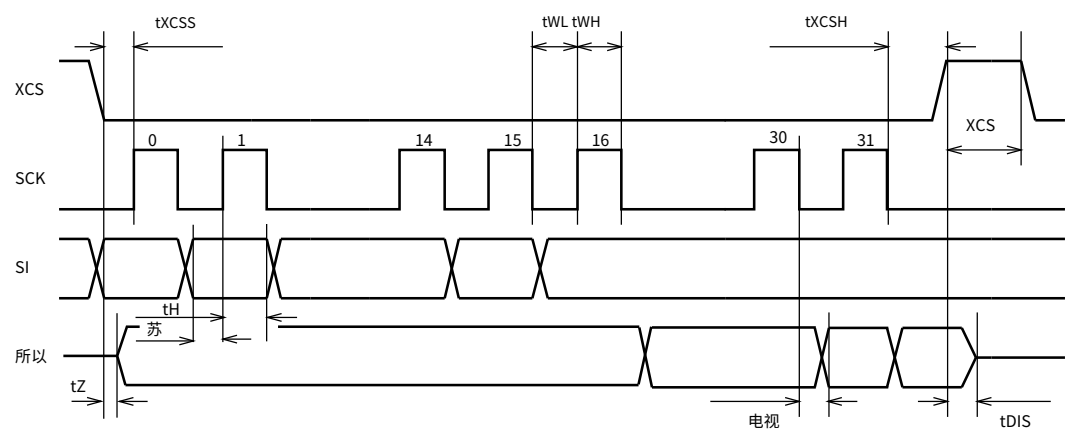 tXCSS
tWL tWH
tXCSH
XCS
0
1
14
15
16
30
31
XCS
SCK
SI
tH
苏
所以
tZ
电视
tDIS